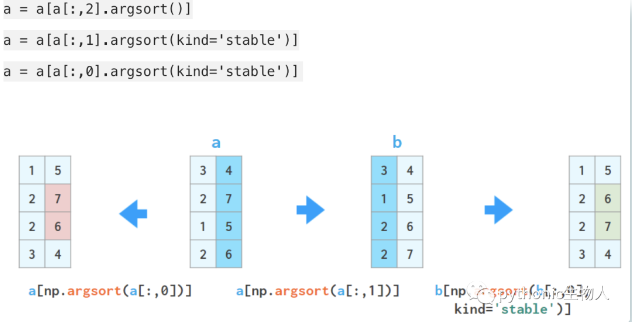 a = a[a[:,2].argsort()]
a = a[a[:,1].argsort(kind='stable')]
a = a[a[:,0].argsort(kind='stable')]
a
b
1 5
2 7
2 6
3 4
3 4
2 7
1 5
2 6
3 4
1 5
2 6
2 7
1 5
2 6
2 7
3 4
a[np.argsort(a[:,0])]
a[np.argsort(a[:,1])]
b[np.argsort(b[:,0],
kind='stable')]
pythonic生物人